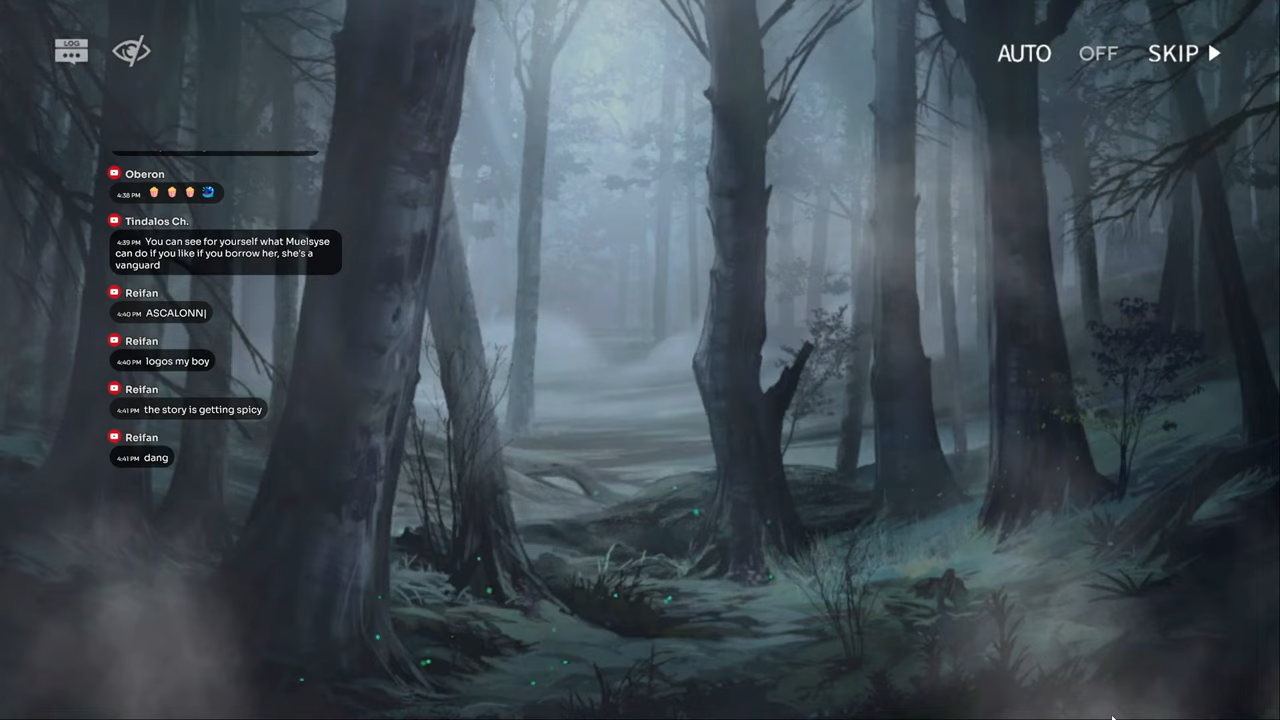 LOG
AUTO OFF SKIP
Oberon
4:38 PM
Tindalos Ch.
4:39 PM You can see for yourself what Muelsyse
can do if you like if you borrow her, she's a
vanguard
Reifan
4:40 PM ASCALONN|
Reifan
4:40 PM logos my boy
Reifan
4:41 PM the story is getting spicy
Reifan
4:41 PM dang